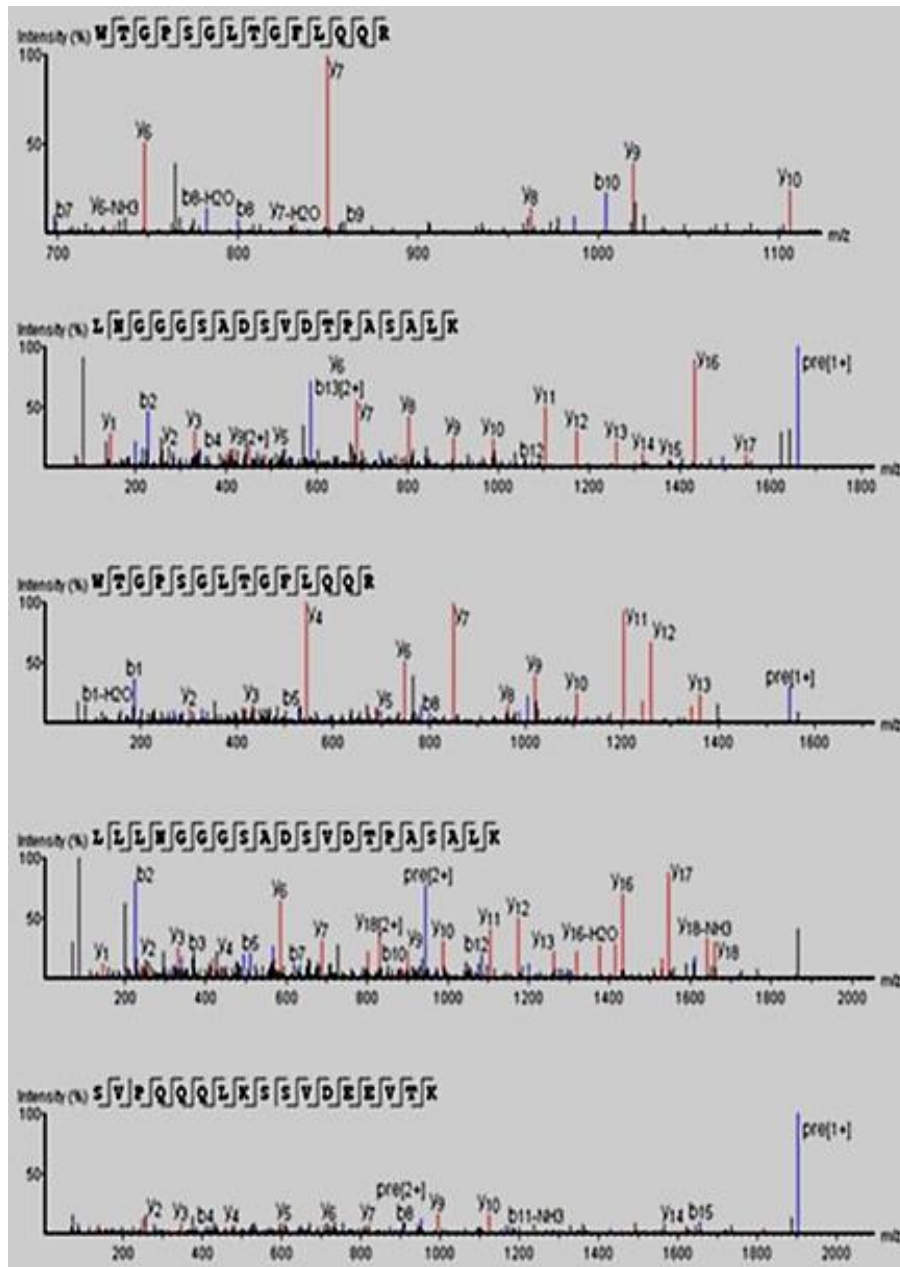 Intensity (%) W T G P S G L T G F L Q Q R
100
50
y7
y6
y9
b7 y6-NH3 b8-H2O b8 y7-H2O b9 y8 b10 y10
700 800 900 1000 1100 m/z
Intensity (%) L N G G G S A D S V D T P A S A L K
100
50
y6
b13[2+]
y16
pre[1+]
y1 b2 y2 y3 b4 y9[2+] y5 y7 y8 y9 y10 b12 y11 y12 y13 y14 y15 y17
200 400 600 800 1000 1200 1400 1600 1800 m/z
Intensity (%) W T G P S G L T G F L Q Q R
100
50
y4 y7 y11 y12
b1-H2O b1 y2 y3 b5 y6 y5 b8 y8 y9 y10 y13 pre[1+]
200 400 600 800 1000 1200 1400 1600 m/z
Intensity (%) L L L N G G G S A D S V D T P A S A L K
100
50
b2 y6 pre[2+] y16 y17
y1 y2 y3 b3 y4 b6 b7 y7 y18[2+] b10 y9 y10 b12 y11 y12 y13 y16-H2O y18-NH3 y18
200 400 600 800 1000 1200 1400 1600 1800 2000 m/z
Intensity (%) S V P Q Q Q L K S S V D E E V T K
100
50
pre[1+]
pre[2+]
y2 y3 b4 y4 y5 y6 y7 b8 y9 y10 b11-NH3 y14 b15
200 400 600 800 1000 1200 1400 1600 1800 m/z